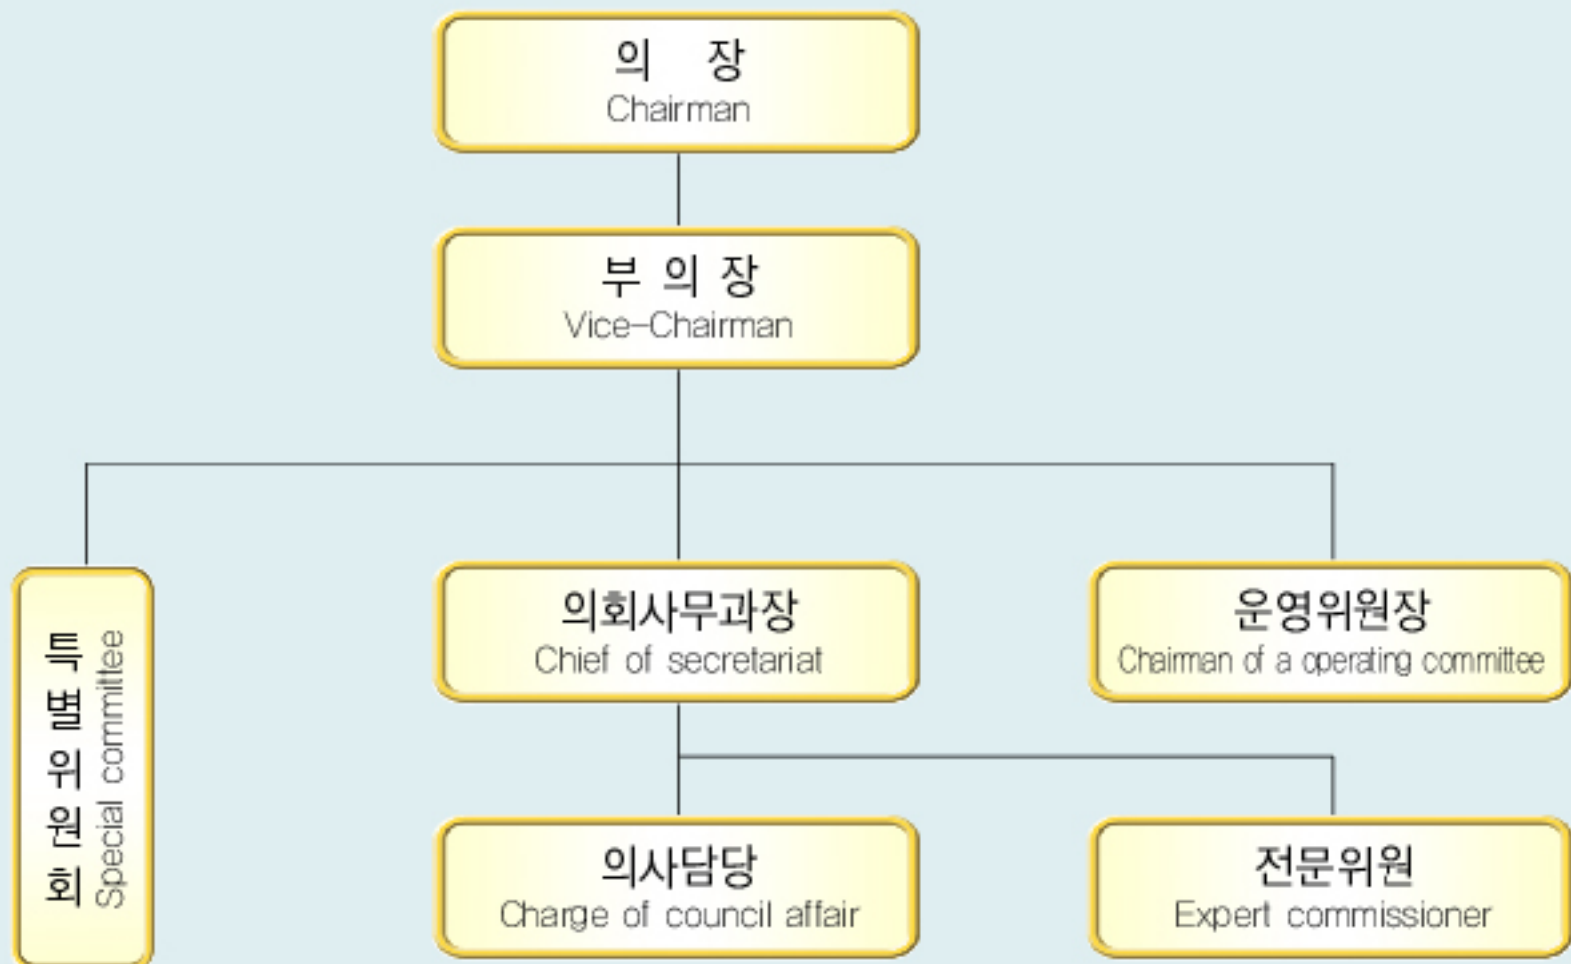 의 장
Chairman
부 의 장
Vice-Chairman
특별위원회
Special committee
의회사무과장
Chief of secretariat
운영위원장
Chairman of a operating committee
의사담당
Charge of council affair
전문위원
Expert commissioner